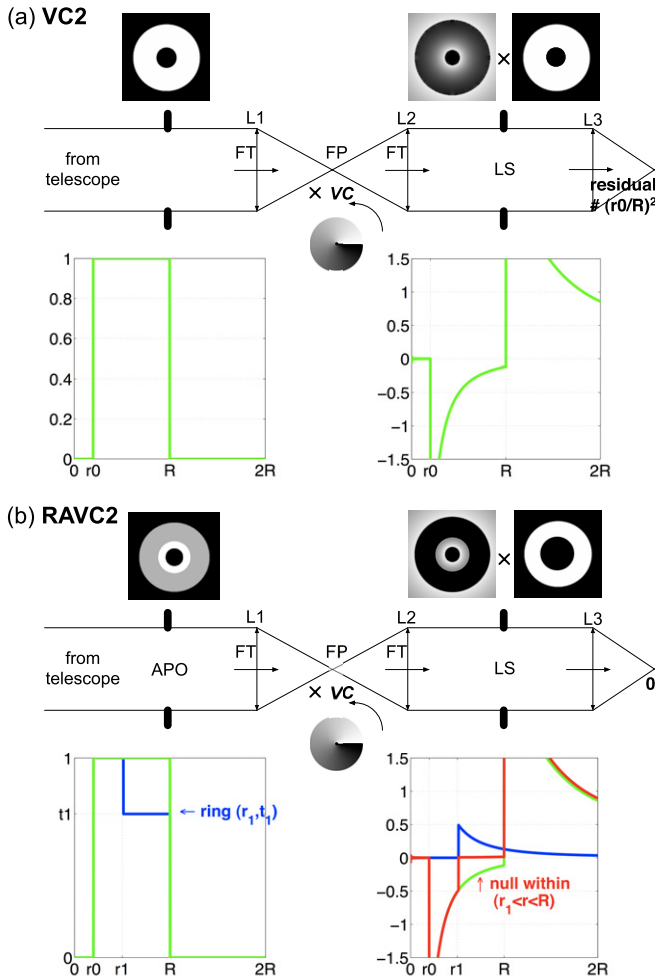 (a) VC2
×
L1 L2 L3
FT FP FT
from
telescope
LS
× VC
residual
# (r0/R)²
1
0.8
0.6
0.4
0.2
0
0 r0 R 2R
1.5
1
0.5
0
−0.5
−1
−1.5
0 r0 R 2R
(b) RAVC2
×
L1 L2 L3
FT FP FT
from
telescope
APO
LS
0
× VC
1
t1
0
← ring (r₁,t₁)
0 r0 r1 R 2R
1.5
1
0.5
0
−0.5
−1
−1.5
↑ null within
(r₁<r<R)
0 r0 r1 R 2R